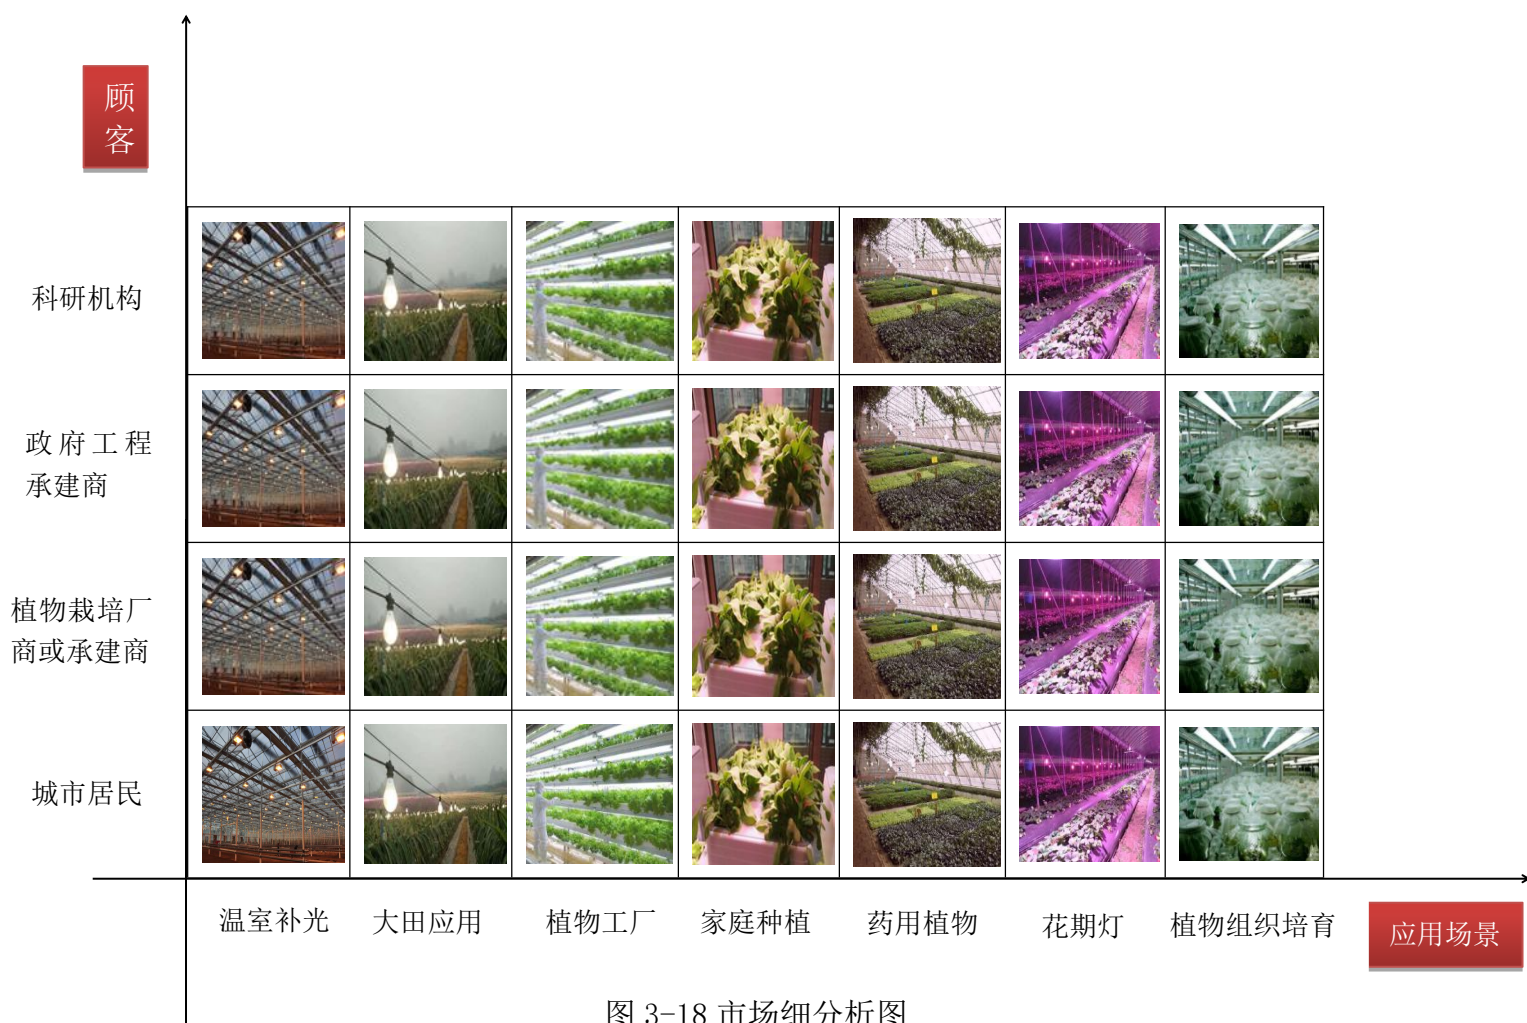 顾
客
科研机构
政府工程
承建商
植物栽培厂
商或承建商
城市居民
温室补光
大田应用
植物工厂
家庭种植
药用植物
花期灯
植物组织培育
应用场景
图 3-18 市场细分析图